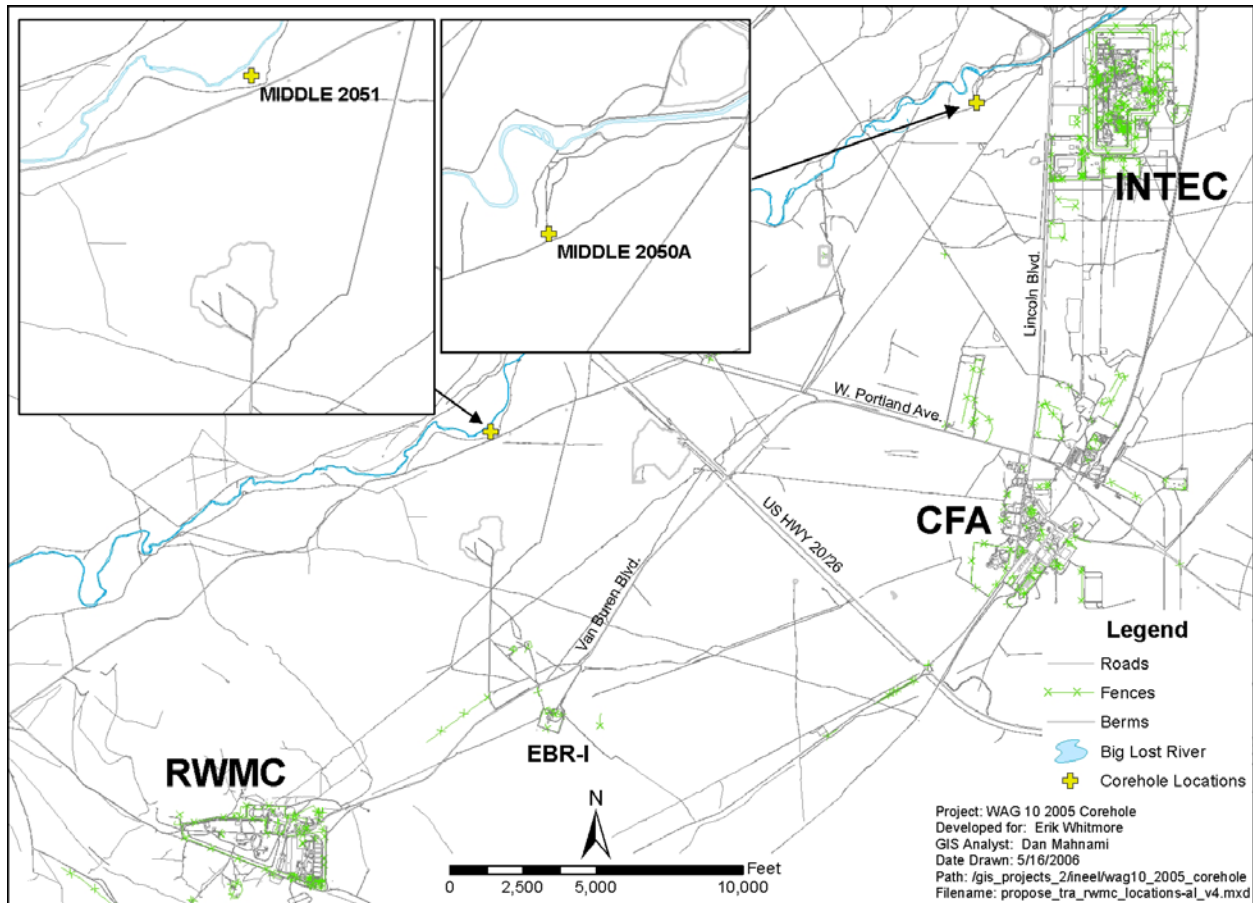 MIDDLE 2051
MIDDLE 2050A
INTEC
Lincoln Blvd.
W. Portland Ave.
CFA
US HWY 20/26
Van Buren Blvd.
RWMC
EBR-I
N
Feet
0 2,500 5,000 10,000
Legend
Roads
Fences
Berms
Big Lost River
Corehole Locations
Project: WAG 10 2005 Corehole
Developed for: Erik Whitmore
GIS Analyst: Dan Mahnami
Date Drawn: 5/16/2006
Path: /gis_projects_2/ineel/wag10_2005_corehole
Filename: propose_tra_rwmc_locations-al_v4.mxd